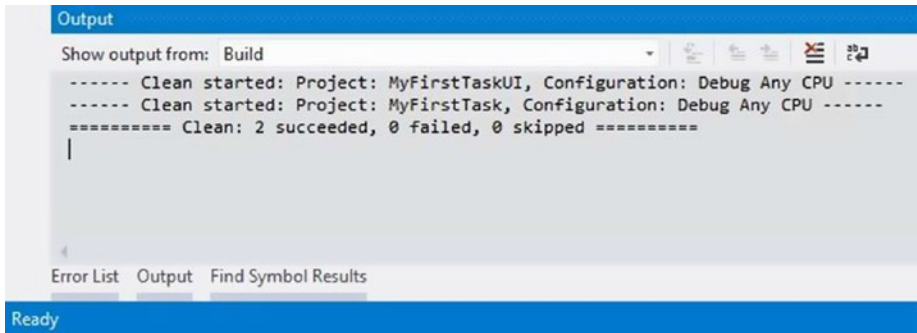 Output
Show output from: Build
------ Clean started: Project: MyFirstTaskUI, Configuration: Debug Any CPU ------
------ Clean started: Project: MyFirstTask, Configuration: Debug Any CPU ------
========== Clean: 2 succeeded, 0 failed, 0 skipped ==========
Error List Output Find Symbol Results
Ready